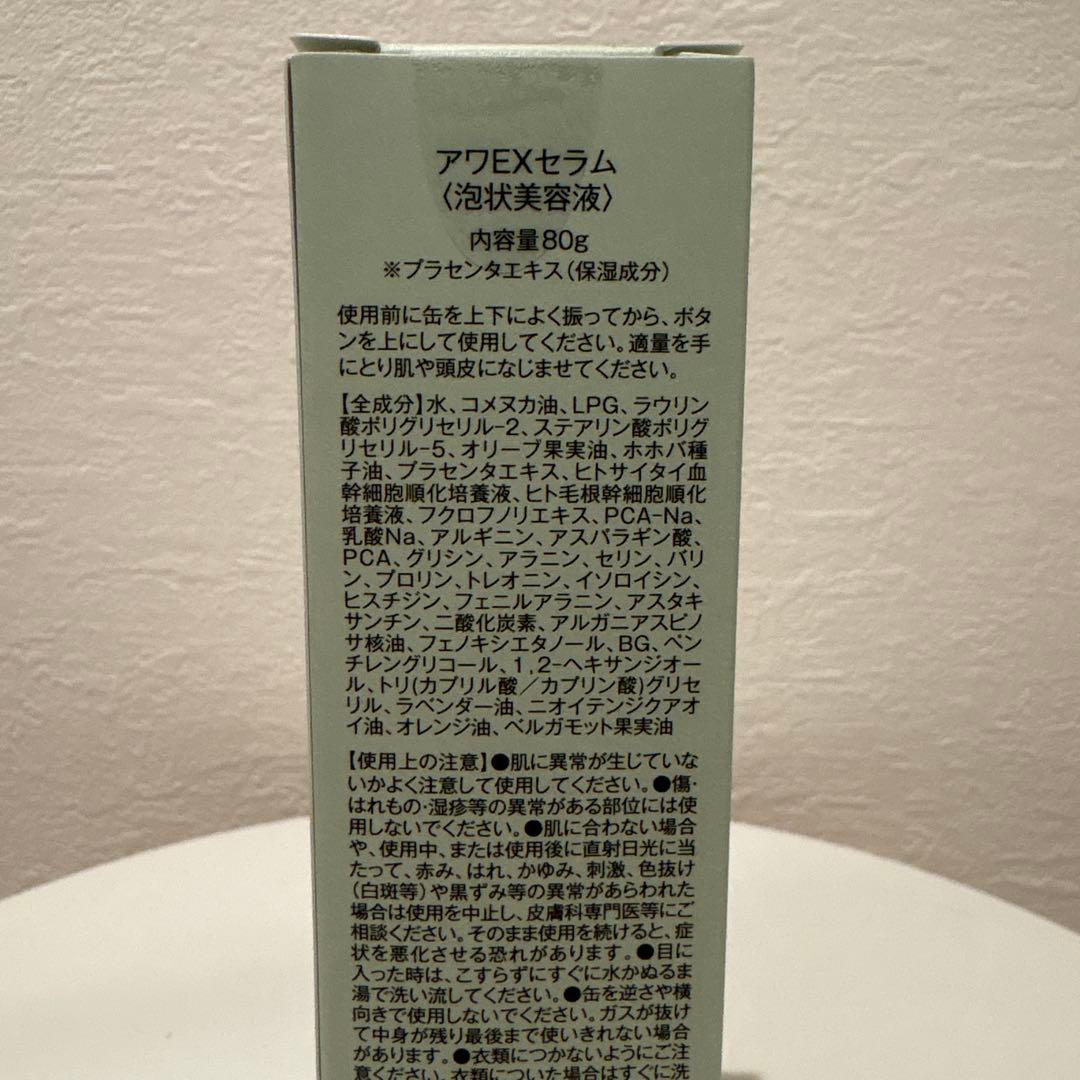 アワEXセラム
〈泡状美容液〉
内容量80g
※プラセンタエキス(保湿成分)
使用前に缶を上下によく振ってから、ボタ
ンを上にして使用してください。適量を手
にとり肌や頭皮になじませてください。
【全成分】水、コメヌカ油、LPG、ラウリン
酸ポリグリセリル-2、ステアリン酸ポリグ
リセリル-5、オリーブ果実油、ホホバ種
子油、プラセンタエキス、ヒトサイタイ血
幹細胞順化培養液、ヒト毛根幹細胞順化
培養液、フクロフノリエキス、PCA-Na、
乳酸Na、アルギニン、アスパラギン酸、
PCA、グリシン、アラニン、セリン、バリ
ン、プロリン、トレオニン、イソロイシン、
ヒスチジン、フェニルアラニン、アスタキ
サンチン、二酸化炭素、アルガニアスピノ
サ核油、フェノキシエタノール、BG、ペン
チレングリコール、1,2-ヘキサンジオー
ル、トリ(カプリル酸/カプリン酸)グリセ
リル、ラベンダー油、ニオイテンジクアオ
イ油、オレンジ油、ベルガモット果実油
【使用上の注意】●肌に異常が生じていな
いかよく注意して使用してください。●傷・
はれもの・湿疹等の異常がある部位には使
用しないでください。●肌に合わない場合
や、使用中、または使用後に直射日光に当
たって、赤み、はれ、かゆみ、刺激、色抜け
(白斑等)や黒ずみ等の異常があらわれた
場合は使用を中止し、皮膚科専門医等にご
相談ください。そのまま使用を続けると、症
状を悪化させる恐れがあります。●目に
入った時は、こすらずにすぐに水かぬるま
湯で洗い流してください。●缶を逆さや横
向きで使用しないでください。ガスが抜け
て中身が残り最後まで使いきれない場合
があります。●衣類につかないようにご注
意ください。衣類についた場合はすぐに洗